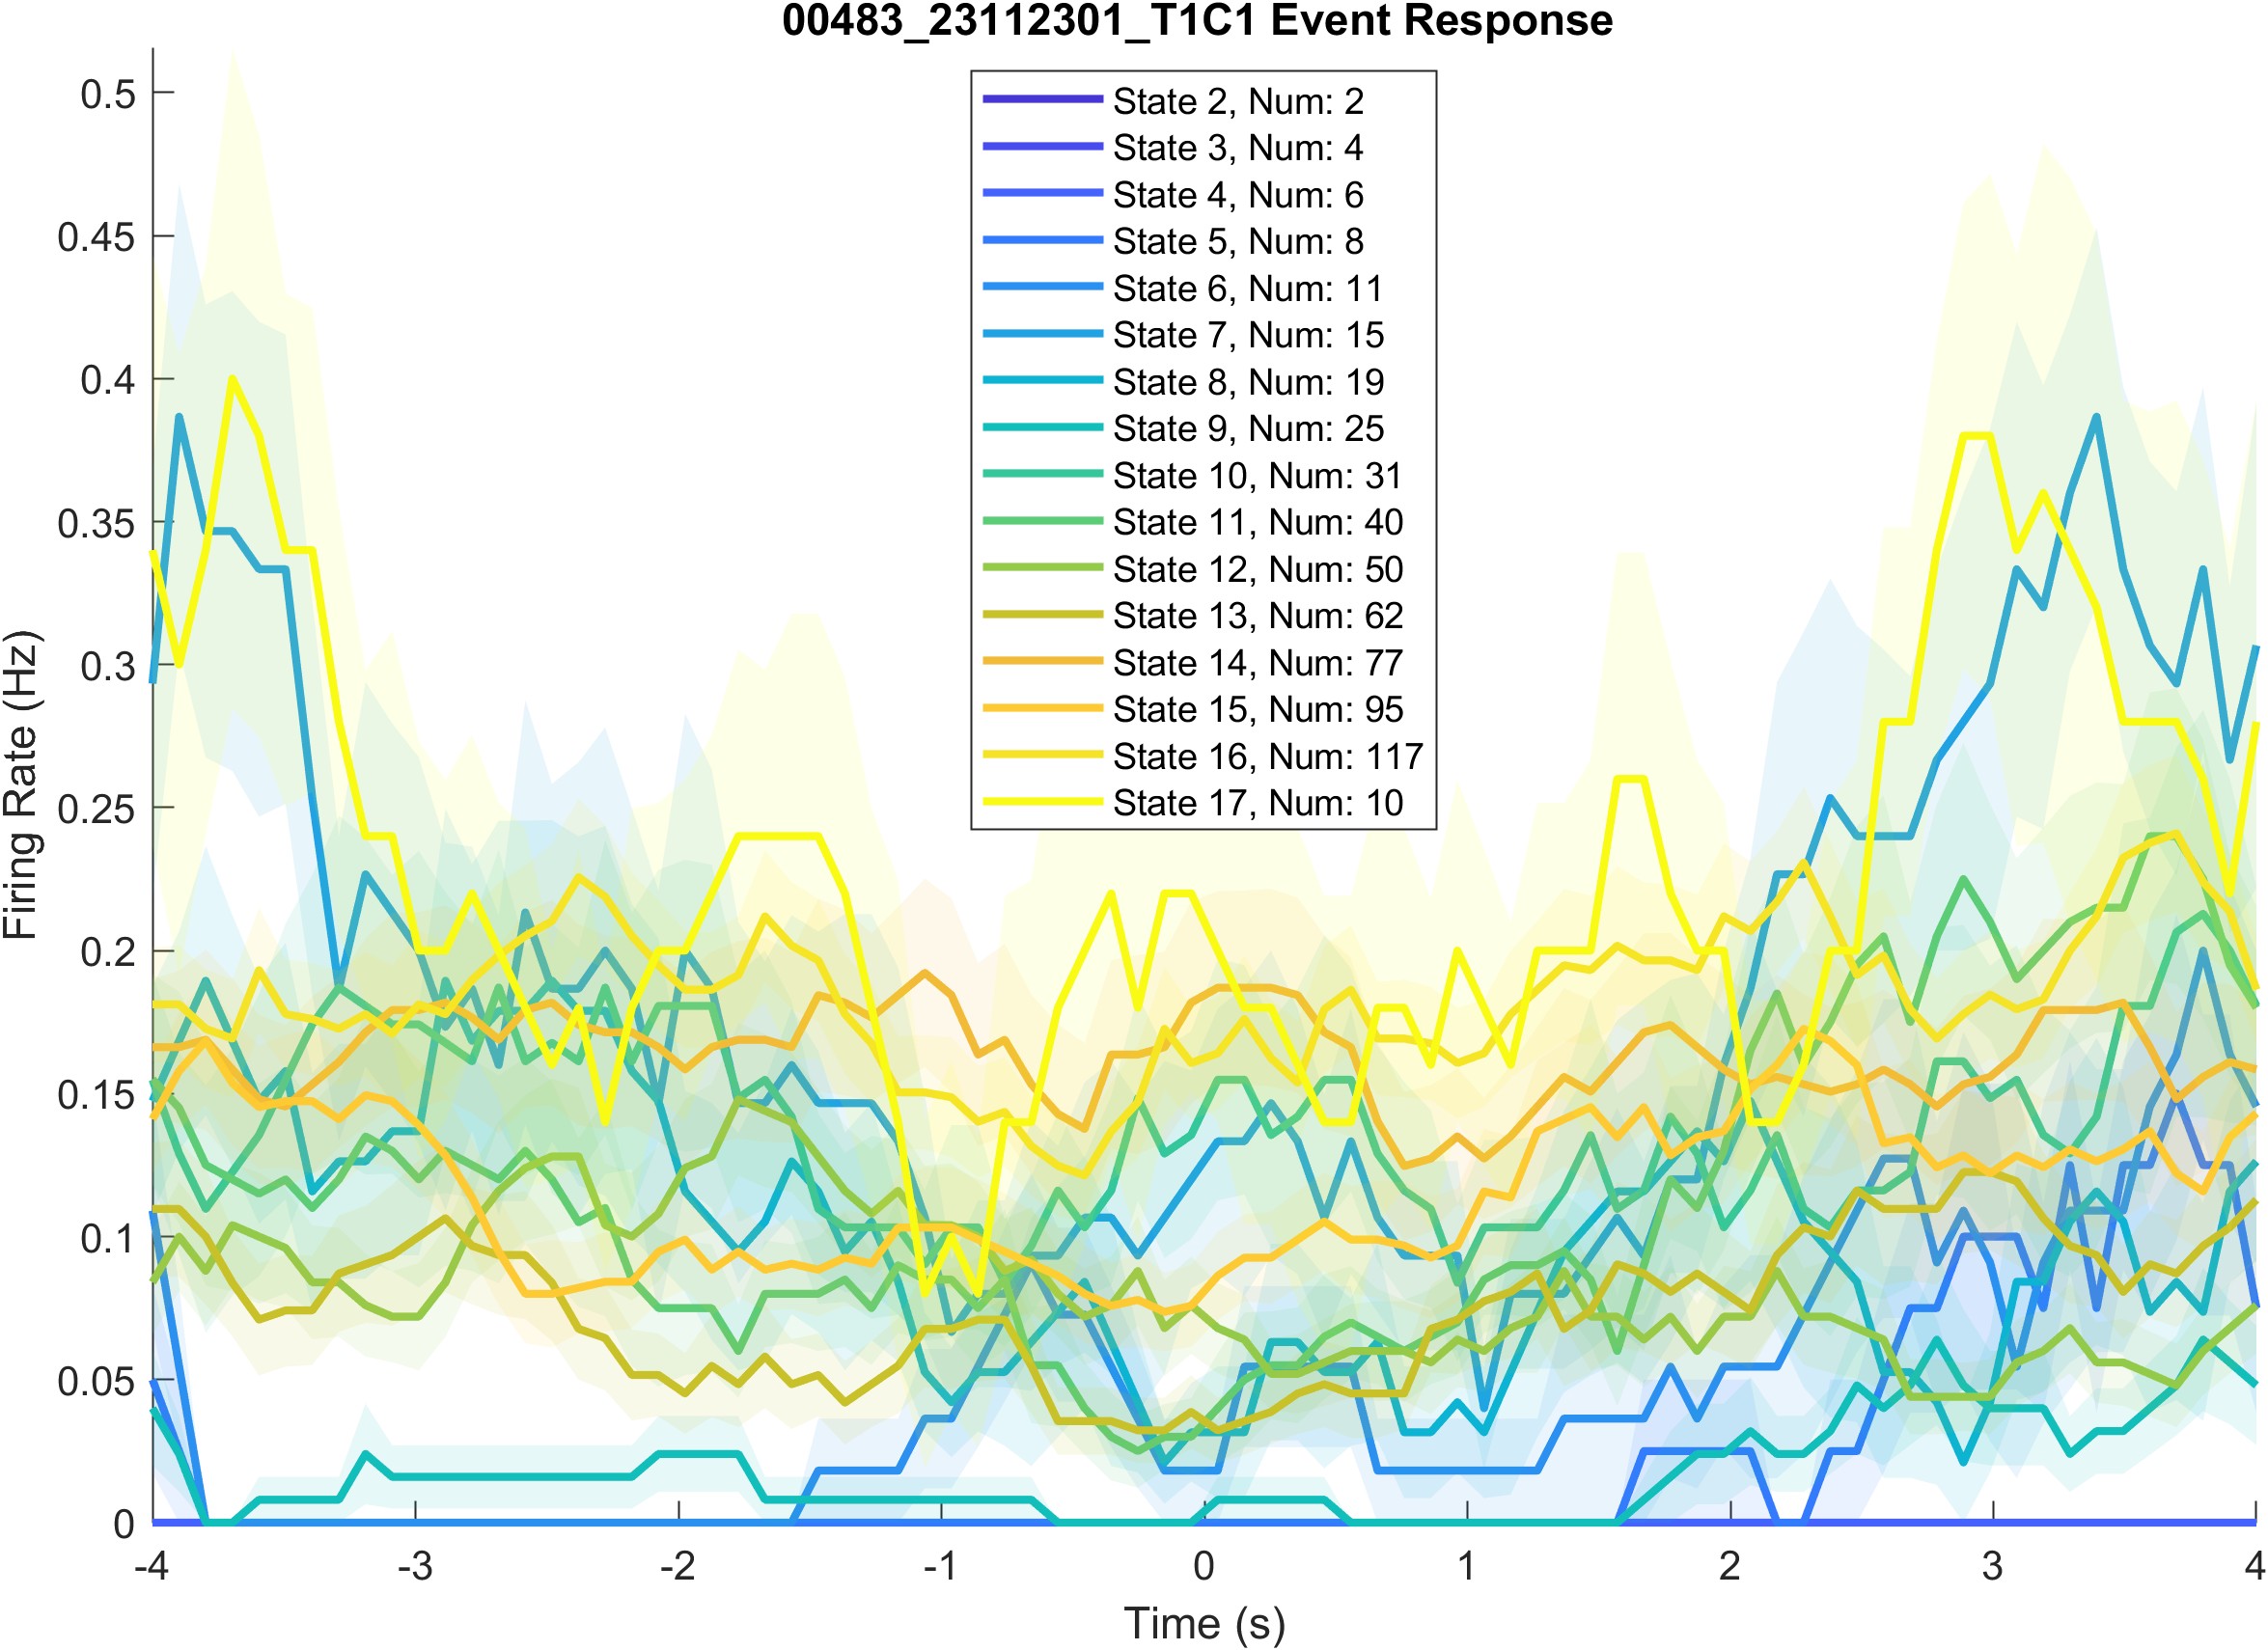 00483_23112301_T1C1 Event Response
State 2, Num: 2
State 3, Num: 4
State 4, Num: 6
State 5, Num: 8
State 6, Num: 11
State 7, Num: 15
State 8, Num: 19
State 9, Num: 25
State 10, Num: 31
State 11, Num: 40
State 12, Num: 50
State 13, Num: 62
State 14, Num: 77
State 15, Num: 95
State 16, Num: 117
State 17, Num: 10
Firing Rate (Hz)
0.5
0.45
0.4
0.35
0.3
0.25
0.2
0.15
0.1
0.05
0
-4 -3 -2 -1 0 1 2 3 4
Time (s)